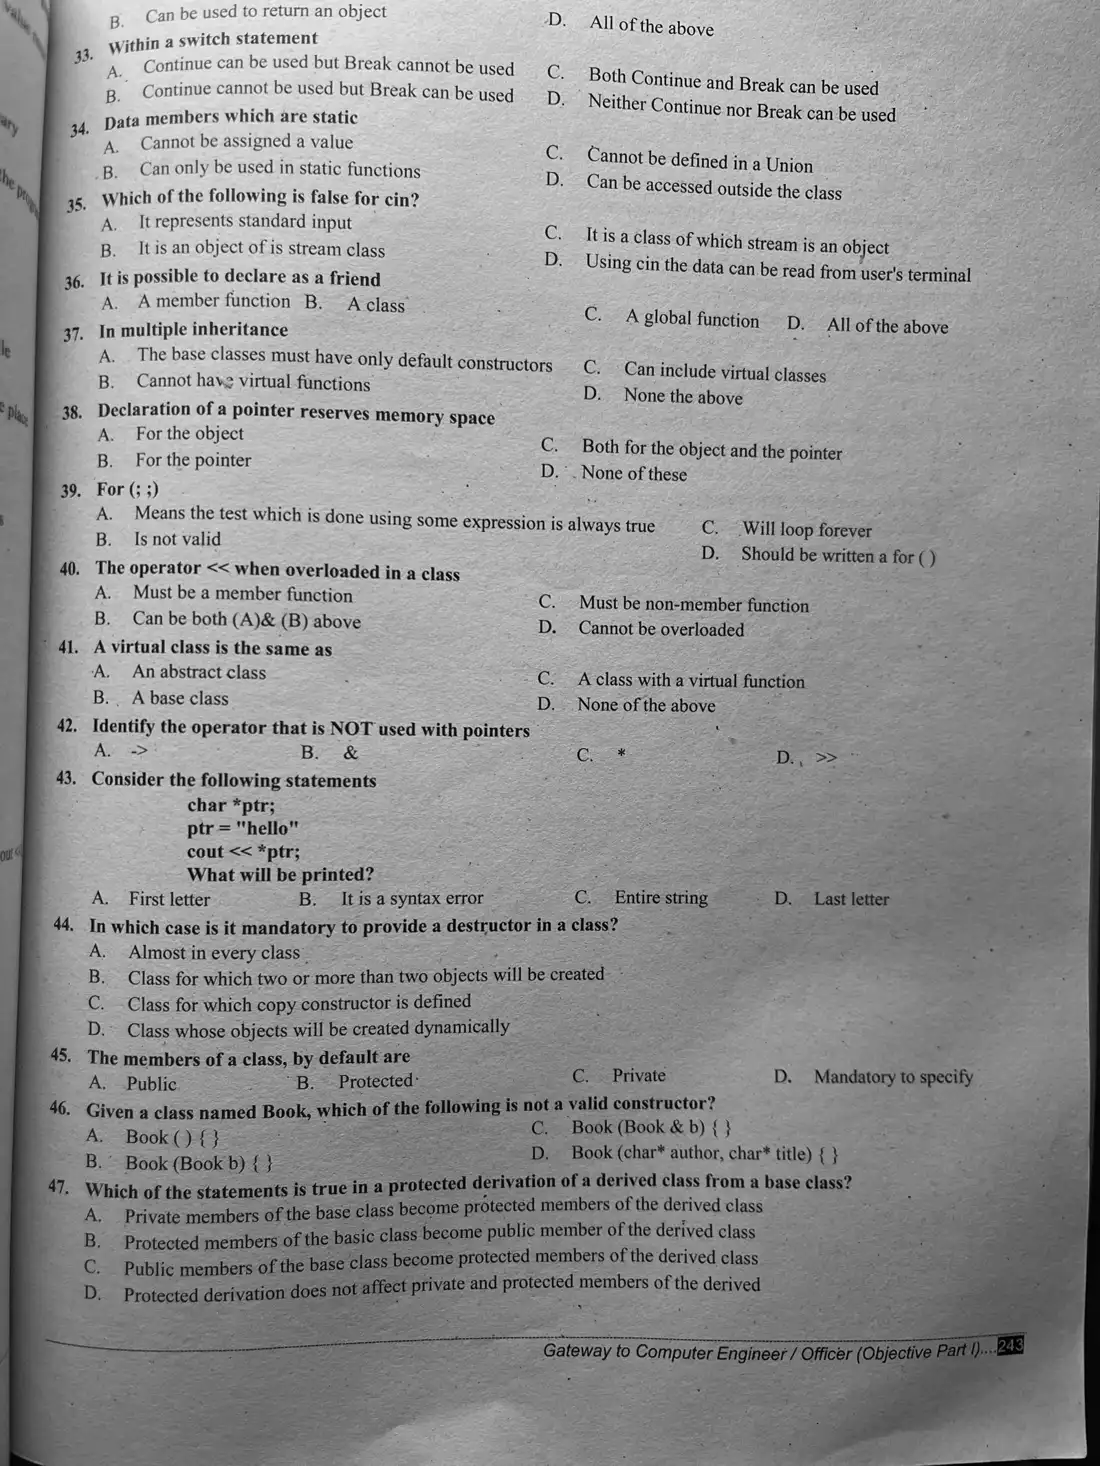 B. Can be used to return an object D. All of the above
33. Within a switch statement
A. Continue can be used but Break cannot be used C. Both Continue and Break can be used
B. Continue cannot be used but Break can be used D. Neither Continue nor Break can be used
34. Data members which are static
A. Cannot be assigned a value C. Cannot be defined in a Union
B. Can only be used in static functions D. Can be accessed outside the class
35. Which of the following is false for cin?
A. It represents standard input C. It is a class of which stream is an object
B. It is an object of is stream class D. Using cin the data can be read from user's terminal
36. It is possible to declare as a friend
A. A member function B. A class C. A global function D. All of the above
37. In multiple inheritance
A. The base classes must have only default constructors C. Can include virtual classes
B. Cannot have virtual functions D. None the above
38. Declaration of a pointer reserves memory space
A. For the object C. Both for the object and the pointer
B. For the pointer D. None of these
39. For (; ;)
A. Means the test which is done using some expression is always true C. Will loop forever
B. Is not valid D. Should be written a for ( )
40. The operator << when overloaded in a class
A. Must be a member function C. Must be non-member function
B. Can be both (A)& (B) above D. Cannot be overloaded
41. A virtual class is the same as
A. An abstract class C. A class with a virtual function
B. A base class D. None of the above
42. Identify the operator that is NOT used with pointers
A. -> B. & C. * D. >>
43. Consider the following statements
char *ptr;
ptr = "hello"
cout << *ptr;
What will be printed?
A. First letter B. It is a syntax error C. Entire string D. Last letter
44. In which case is it mandatory to provide a destructor in a class?
A. Almost in every class
B. Class for which two or more than two objects will be created
C. Class for which copy constructor is defined
D. Class whose objects will be created dynamically
45. The members of a class, by default are
A. Public B. Protected C. Private D. Mandatory to specify
46. Given a class named Book, which of the following is not a valid constructor?
A. Book ( ) { } C. Book (Book & b) { }
B. Book (Book b) { } D. Book (char* author, char* title) { }
47. Which of the statements is true in a protected derivation of a derived class from a base class?
A. Private members of the base class become protected members of the derived class
B. Protected members of the basic class become public member of the derived class
C. Public members of the base class become protected members of the derived class
D. Protected derivation does not affect private and protected members of the derived
Gateway to Computer Engineer / Officer (Objective Part I)....243